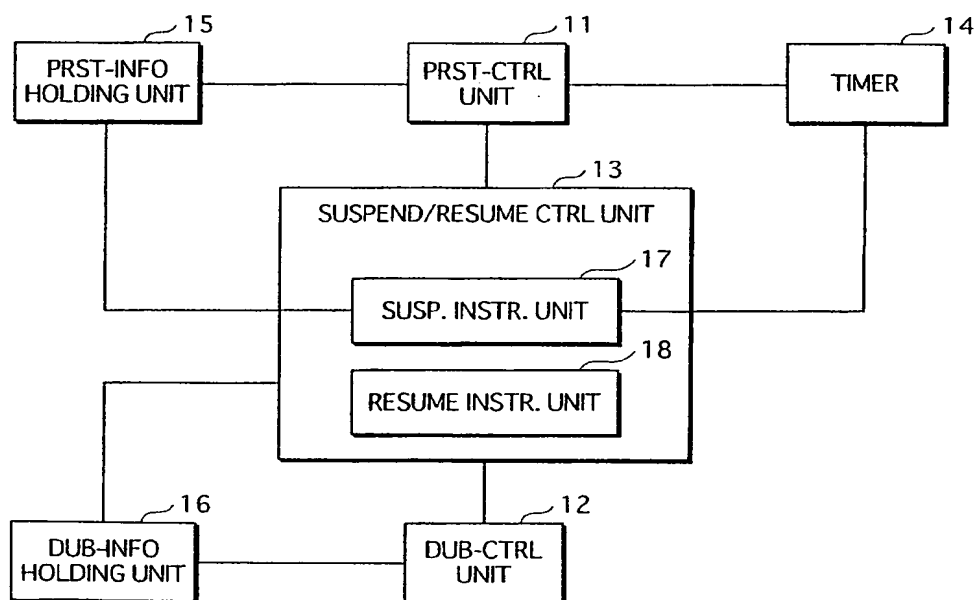 15
PRST-INFO
HOLDING UNIT
11
PRST-CTRL
UNIT
14
TIMER
13
SUSPEND/RESUME CTRL UNIT
17
SUSP. INSTR. UNIT
18
RESUME INSTR. UNIT
16
DUB-INFO
HOLDING UNIT
12
DUB-CTRL
UNIT